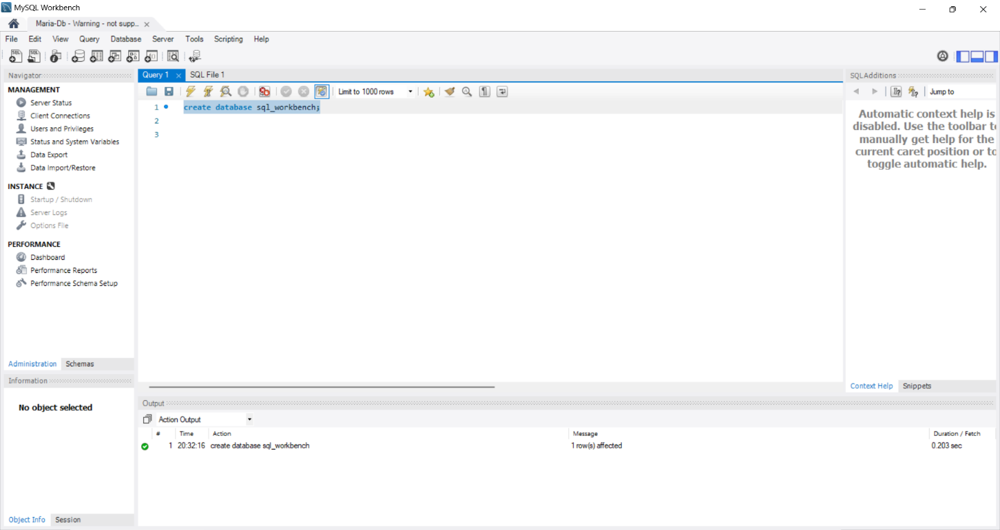 MySQL Workbench
Maria-Db - Warning - not supp...
File Edit View Query Database Server Tools Scripting Help
Navigator
MANAGEMENT
Server Status
Client Connections
Users and Privileges
Status and System Variables
Data Export
Data Import/Restore
INSTANCE
Startup / Shutdown
Server Logs
Options File
PERFORMANCE
Dashboard
Performance Reports
Performance Schema Setup
Administration Schemas
Information
No object selected
Object Info Session
Query 1 SQL File 1
Limit to 1000 rows
1 create database sql_workbench;
2
3
Output
Action Output
# Time Action Message Duration / Fetch
1 20:32:16 create database sql_workbench 1 row(s) affected 0.203 sec
SQLAdditions
Jump to
Automatic context help is
disabled. Use the toolbar to
manually get help for the
current caret position or to
toggle automatic help.
Context Help Snippets